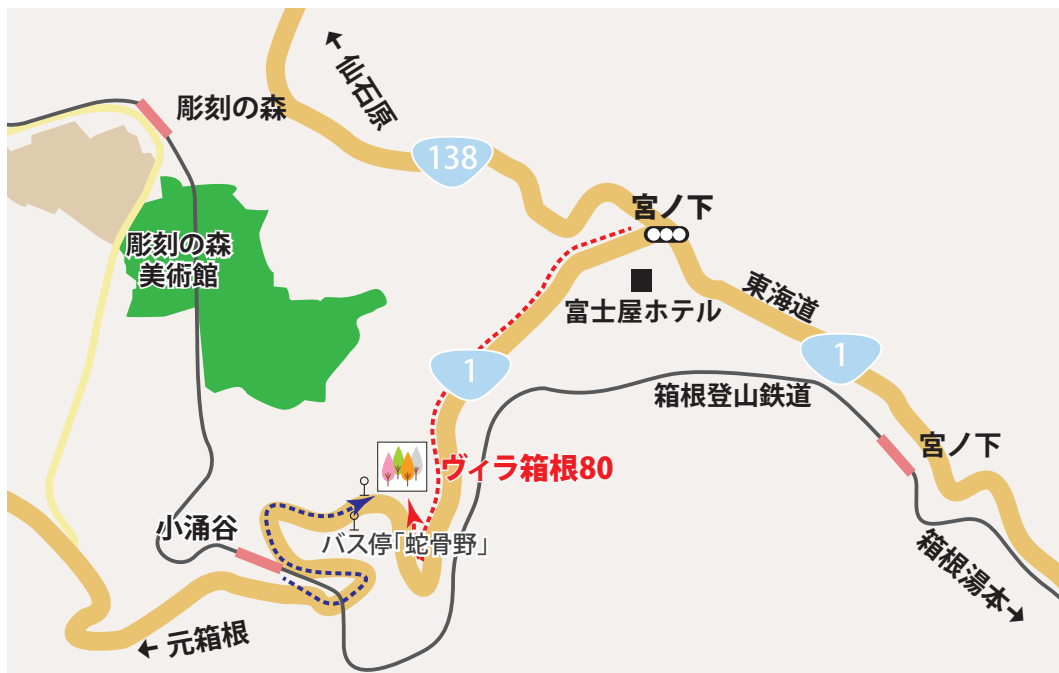 仙石原
彫刻の森
138
宮ノ下
彫刻の森
美術館
東海道
富士屋ホテル
1
1
箱根登山鉄道
宮ノ下
ヴィラ箱根80
小涌谷
バス停「蛇骨野」
箱根湯本
元箱根